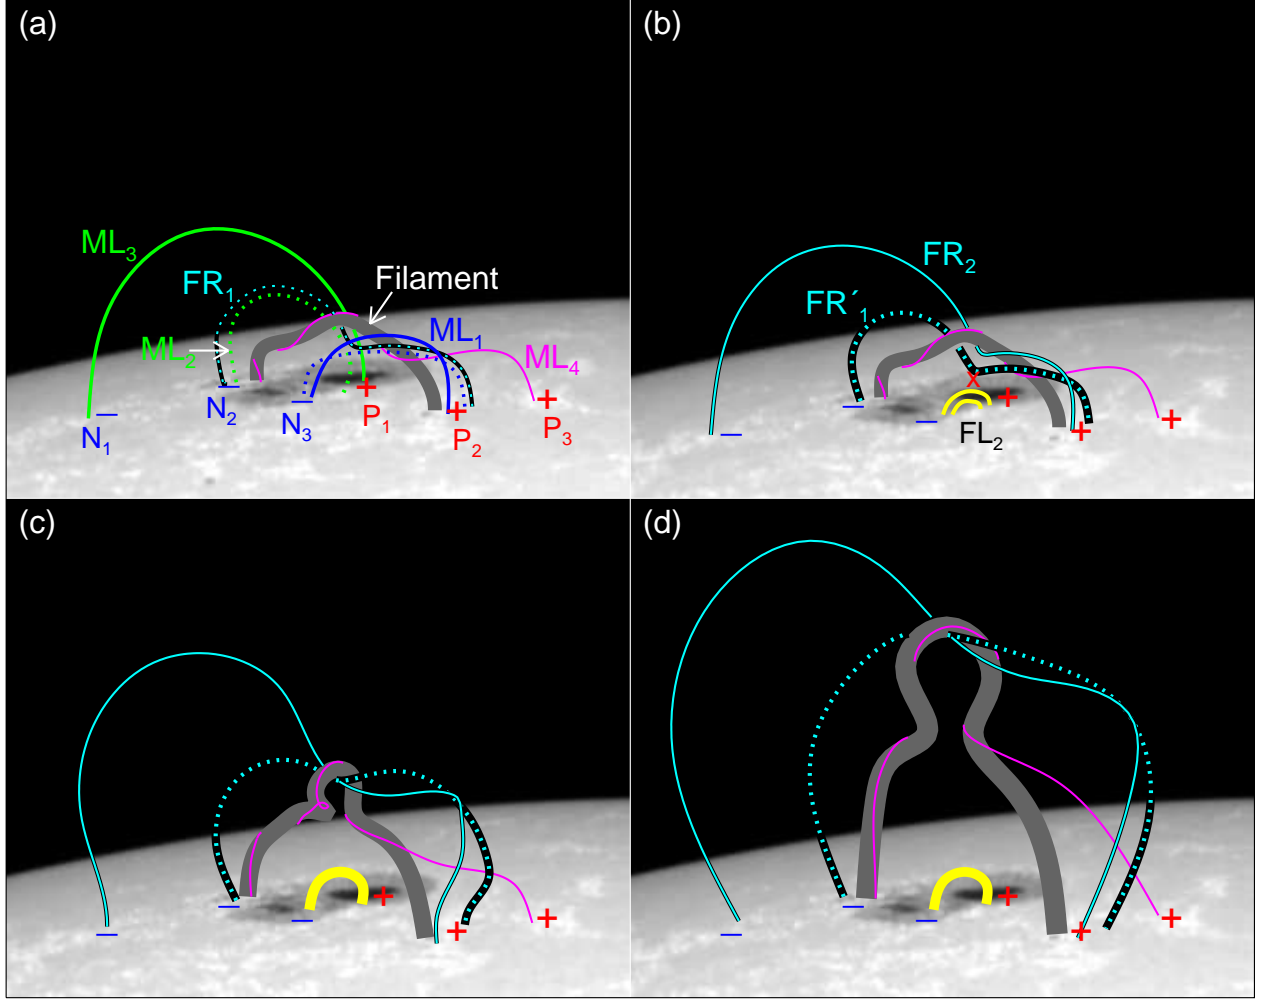 (a)
ML₃
FR₁
Filament
ML₁
ML₂
ML₄
N₁
N₂
N₃
P₁
P₂
P₃
(b)
FR₂
FR´₁
x
FL₂
(c)
(d)